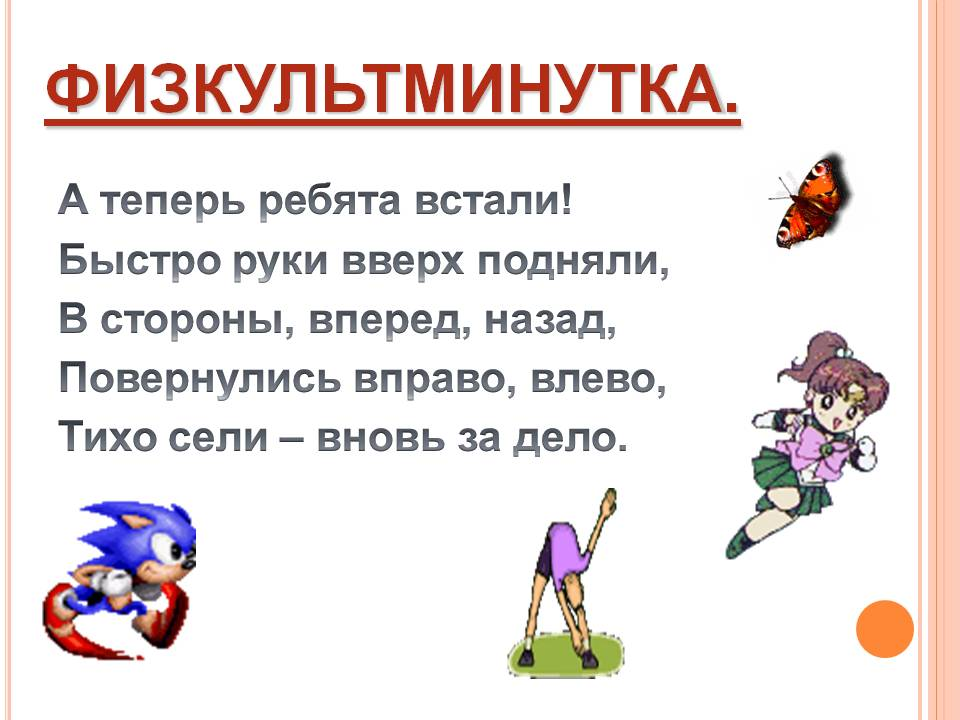 ФИЗКУЛЬТМИНУТКА.
А теперь ребята встали!
Быстро руки вверх подняли,
В стороны, вперед, назад,
Повернулись вправо, влево,
Тихо сели – вновь за дело.